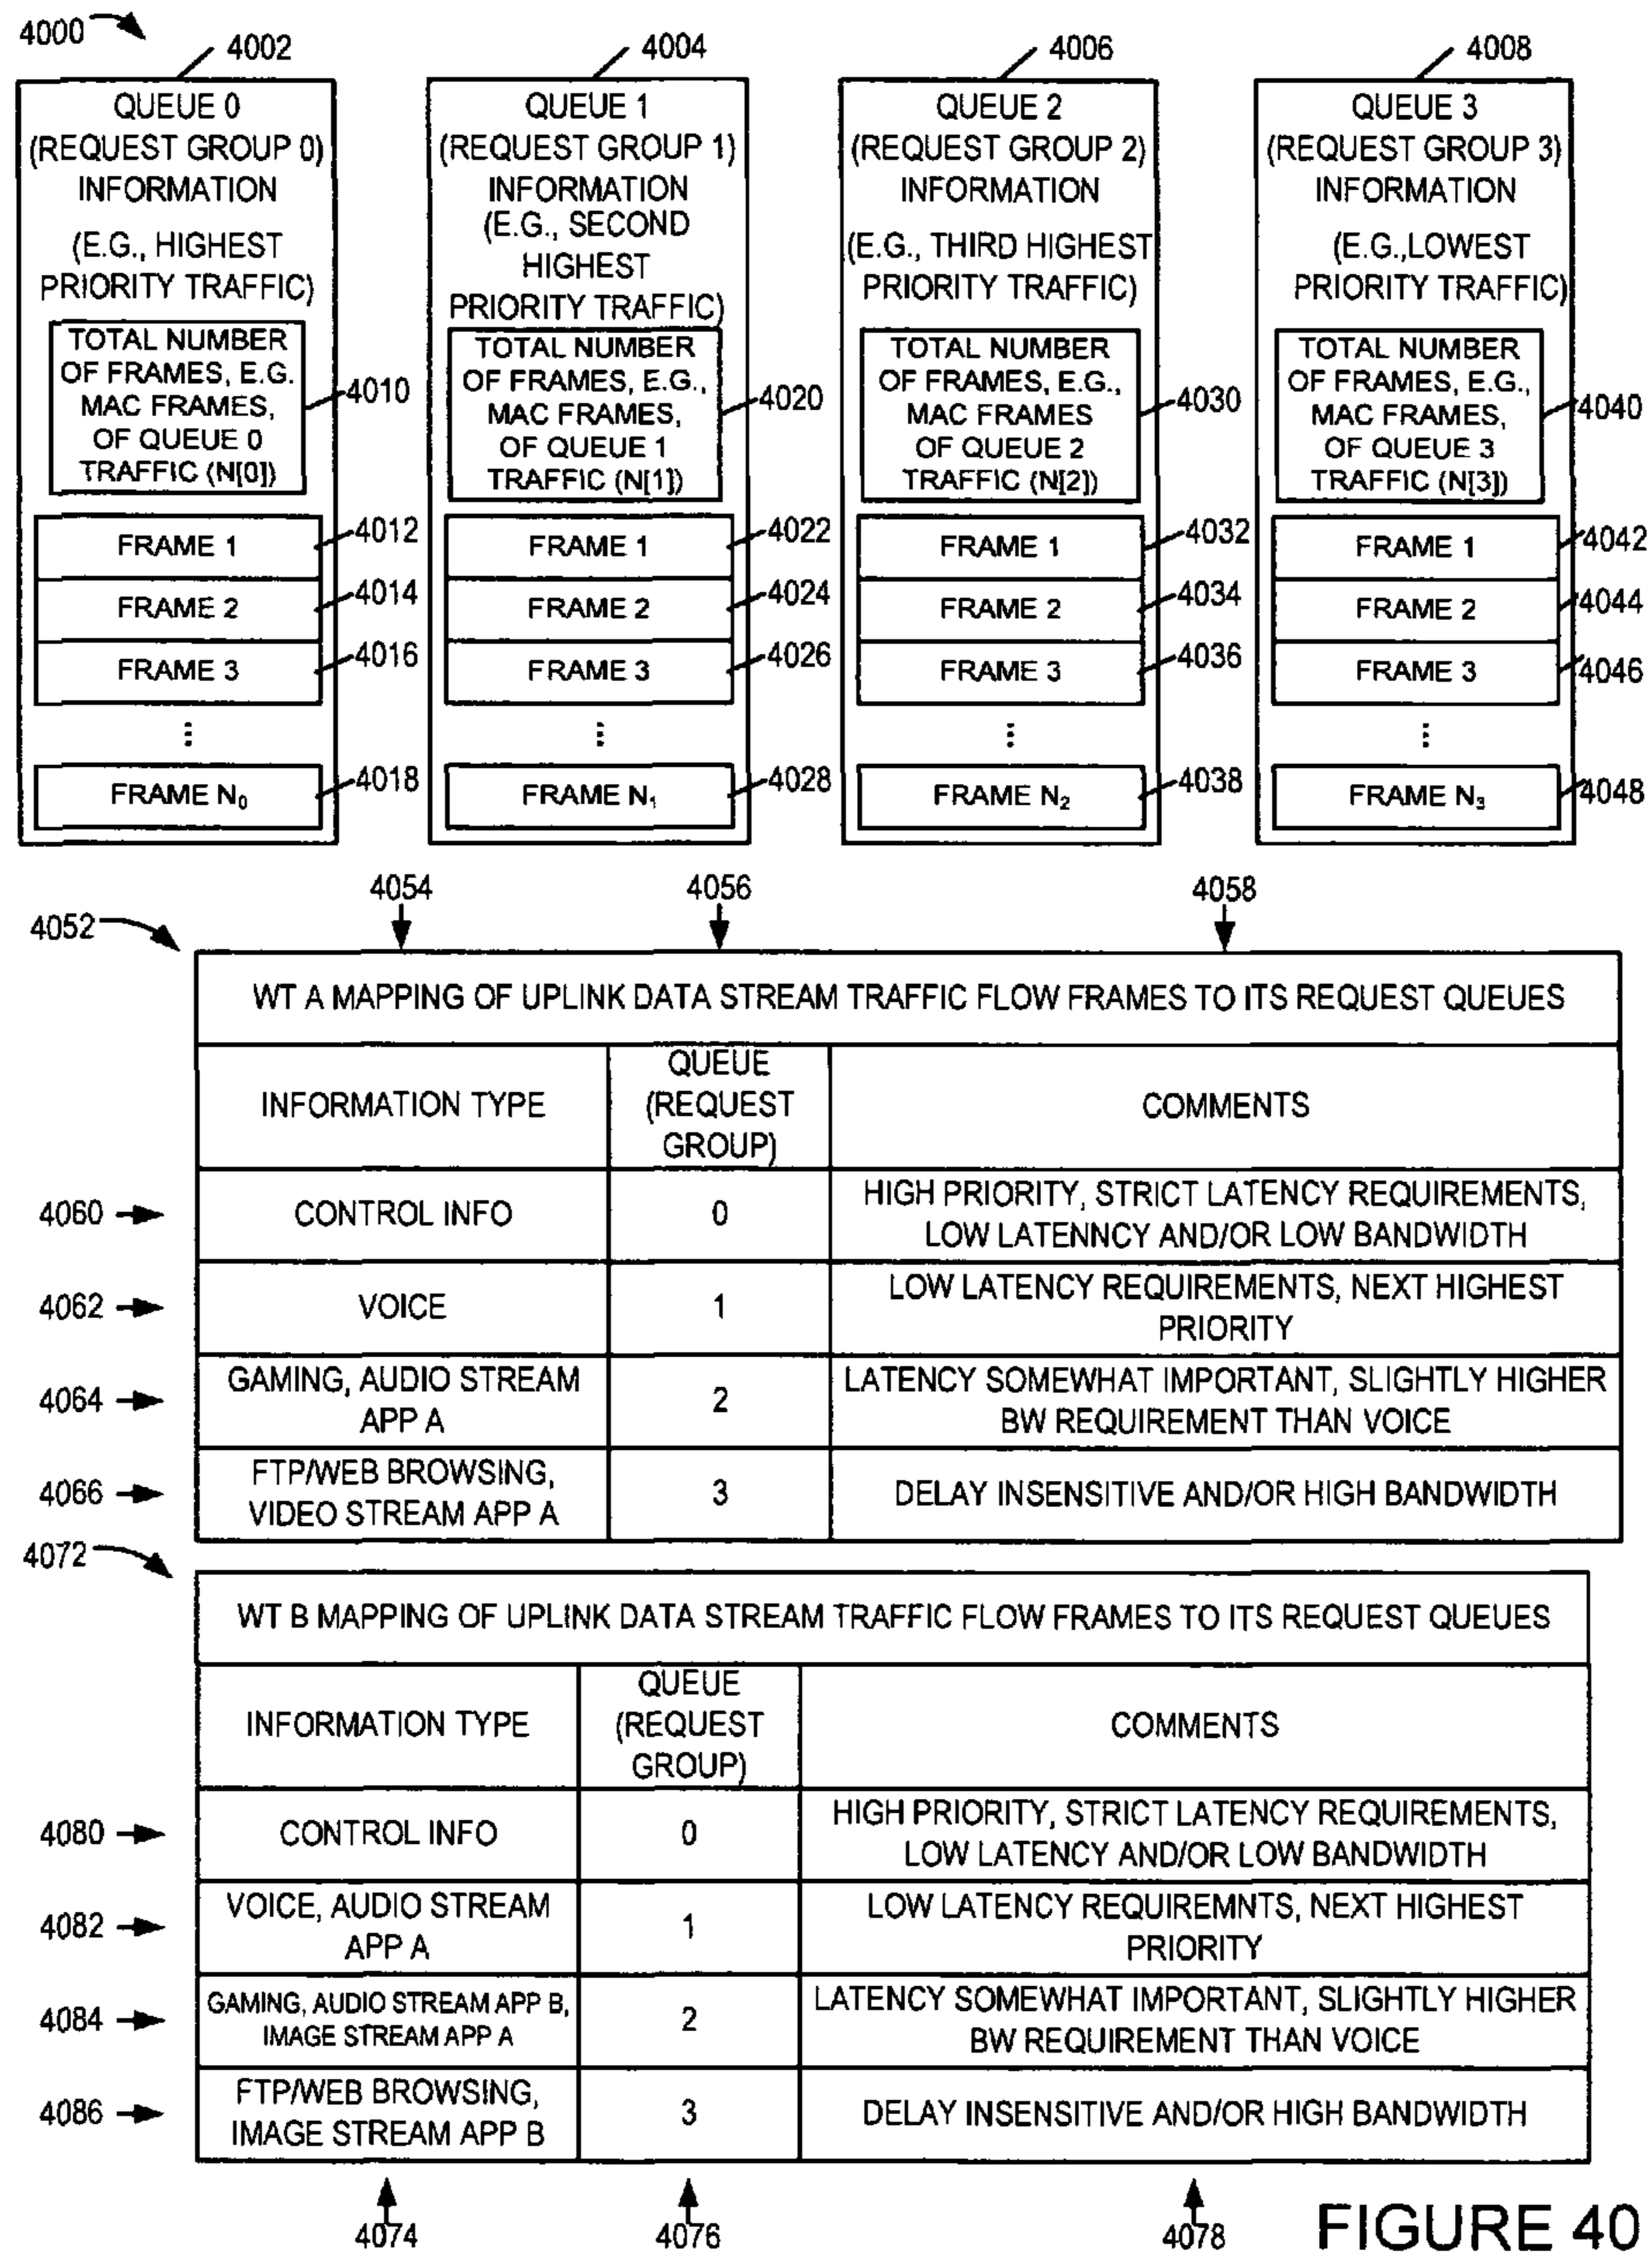 4000
4002
QUEUE 0
(REQUEST GROUP 0)
INFORMATION
(E.G., HIGHEST
PRIORITY TRAFFIC)
TOTAL NUMBER
OF FRAMES, E.G.
MAC FRAMES,
OF QUEUE 0
TRAFFIC (N[0])
4010
FRAME 1
4012
FRAME 2
4014
FRAME 3
4016
⋮
FRAME N₀
4018
4004
QUEUE 1
(REQUEST GROUP 1)
INFORMATION
(E.G., SECOND
HIGHEST
PRIORITY TRAFFIC)
TOTAL NUMBER
OF FRAMES, E.G.,
MAC FRAMES,
OF QUEUE 1
TRAFFIC (N[1])
4020
FRAME 1
4022
FRAME 2
4024
FRAME 3
4026
⋮
FRAME N₁
4028
4006
QUEUE 2
(REQUEST GROUP 2)
INFORMATION
(E.G., THIRD HIGHEST
PRIORITY TRAFFIC)
TOTAL NUMBER
OF FRAMES, E.G.,
MAC FRAMES
OF QUEUE 2
TRAFFIC (N[2])
4030
FRAME 1
4032
FRAME 2
4034
FRAME 3
4036
⋮
FRAME N₂
4038
4008
QUEUE 3
(REQUEST GROUP 3)
INFORMATION
(E.G.,LOWEST
PRIORITY TRAFFIC)
TOTAL NUMBER
OF FRAMES, E.G.,
MAC FRAMES,
OF QUEUE 3
TRAFFIC (N[3])
4040
FRAME 1
4042
FRAME 2
4044
FRAME 3
4046
⋮
FRAME N₃
4048
4052
4054
4056
4058
WT A MAPPING OF UPLINK DATA STREAM TRAFFIC FLOW FRAMES TO ITS REQUEST QUEUES
INFORMATION TYPE
QUEUE
(REQUEST
GROUP)
COMMENTS
4060
CONTROL INFO
0
HIGH PRIORITY, STRICT LATENCY REQUIREMENTS,
LOW LATENNCY AND/OR LOW BANDWIDTH
4062
VOICE
1
LOW LATENCY REQUIREMENTS, NEXT HIGHEST
PRIORITY
4064
GAMING, AUDIO STREAM
APP A
2
LATENCY SOMEWHAT IMPORTANT, SLIGHTLY HIGHER
BW REQUIREMENT THAN VOICE
4066
FTP/WEB BROWSING,
VIDEO STREAM APP A
3
DELAY INSENSITIVE AND/OR HIGH BANDWIDTH
4072
WT B MAPPING OF UPLINK DATA STREAM TRAFFIC FLOW FRAMES TO ITS REQUEST QUEUES
INFORMATION TYPE
QUEUE
(REQUEST
GROUP)
COMMENTS
4080
CONTROL INFO
0
HIGH PRIORITY, STRICT LATENCY REQUIREMENTS,
LOW LATENCY AND/OR LOW BANDWIDTH
4082
VOICE, AUDIO STREAM
APP A
1
LOW LATENCY REQUIREMNTS, NEXT HIGHEST
PRIORITY
4084
GAMING, AUDIO STREAM APP B,
IMAGE STREAM APP A
2
LATENCY SOMEWHAT IMPORTANT, SLIGHTLY HIGHER
BW REQUIREMENT THAN VOICE
4086
FTP/WEB BROWSING,
IMAGE STREAM APP B
3
DELAY INSENSITIVE AND/OR HIGH BANDWIDTH
4074
4076
4078
FIGURE 40